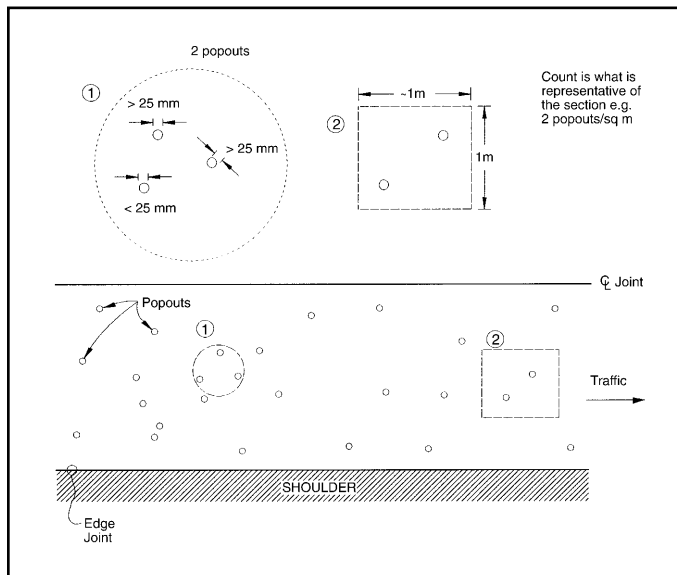 2 popouts
1
> 25 mm
> 25 mm
< 25 mm
2
~1m
1m
Count is what is
representative of
the section e.g.
2 popouts/sq m
℄ Joint
Popouts
1
2
Traffic
SHOULDER
Edge
Joint